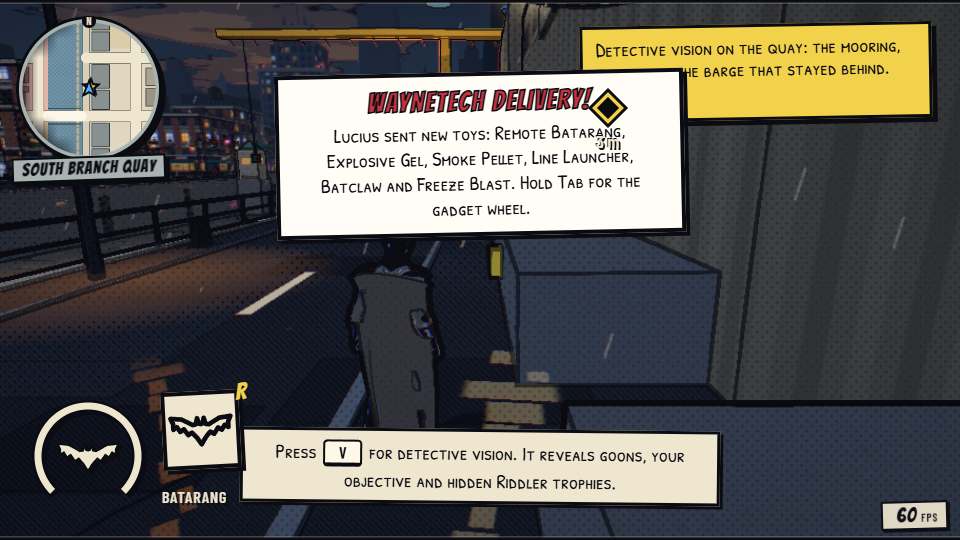 N
SOUTH BRANCH QUAY
DETECTIVE VISION ON THE QUAY: THE MOORING,
HE BARGE THAT STAYED BEHIND.
WAYNETECH DELIVERY!
LUCIUS SENT NEW TOYS: REMOTE BATARANG,
EXPLOSIVE GEL, SMOKE PELLET, LINE LAUNCHER,
BATCLAW AND FREEZE BLAST. HOLD TAB FOR THE
GADGET WHEEL.
R
BATARANG
PRESS V FOR DETECTIVE VISION. IT REVEALS GOONS, YOUR
OBJECTIVE AND HIDDEN RIDDLER TROPHIES.
60 FPS